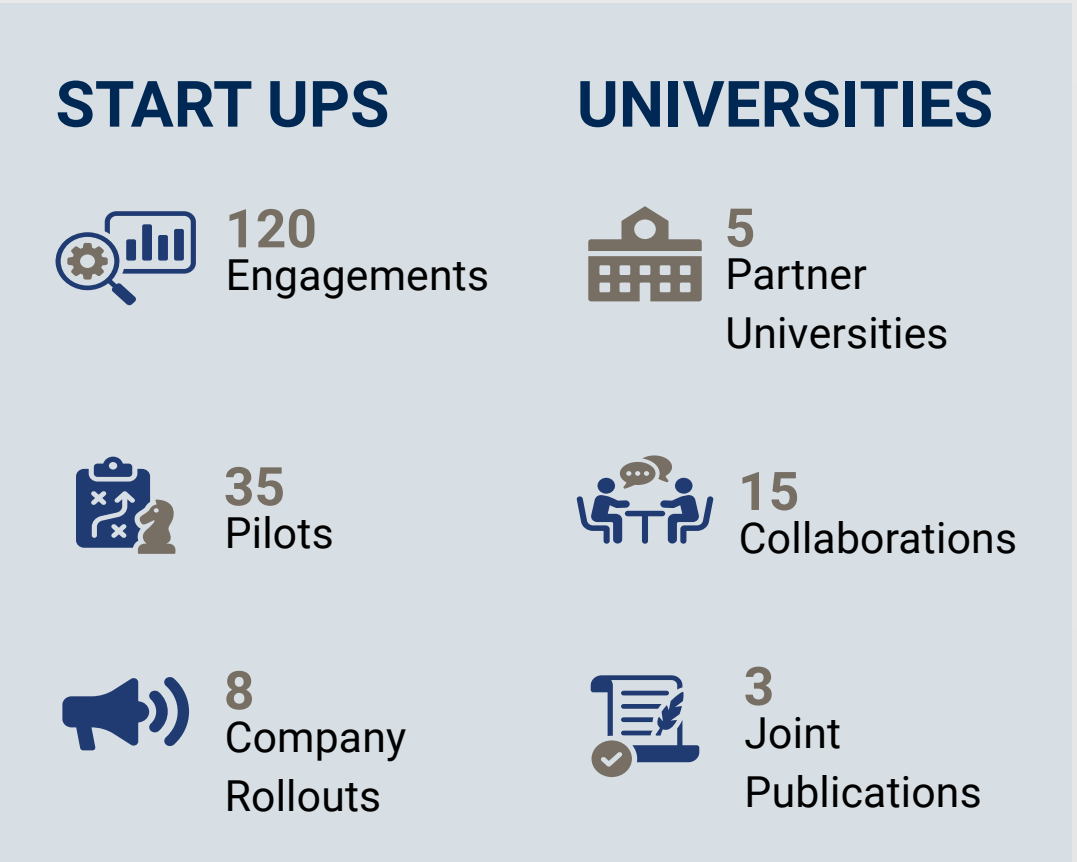 START UPS
120
Engagements
35
Pilots
8
Company
Rollouts
UNIVERSITIES
5
Partner
Universities
15
Collaborations
3
Joint
Publications